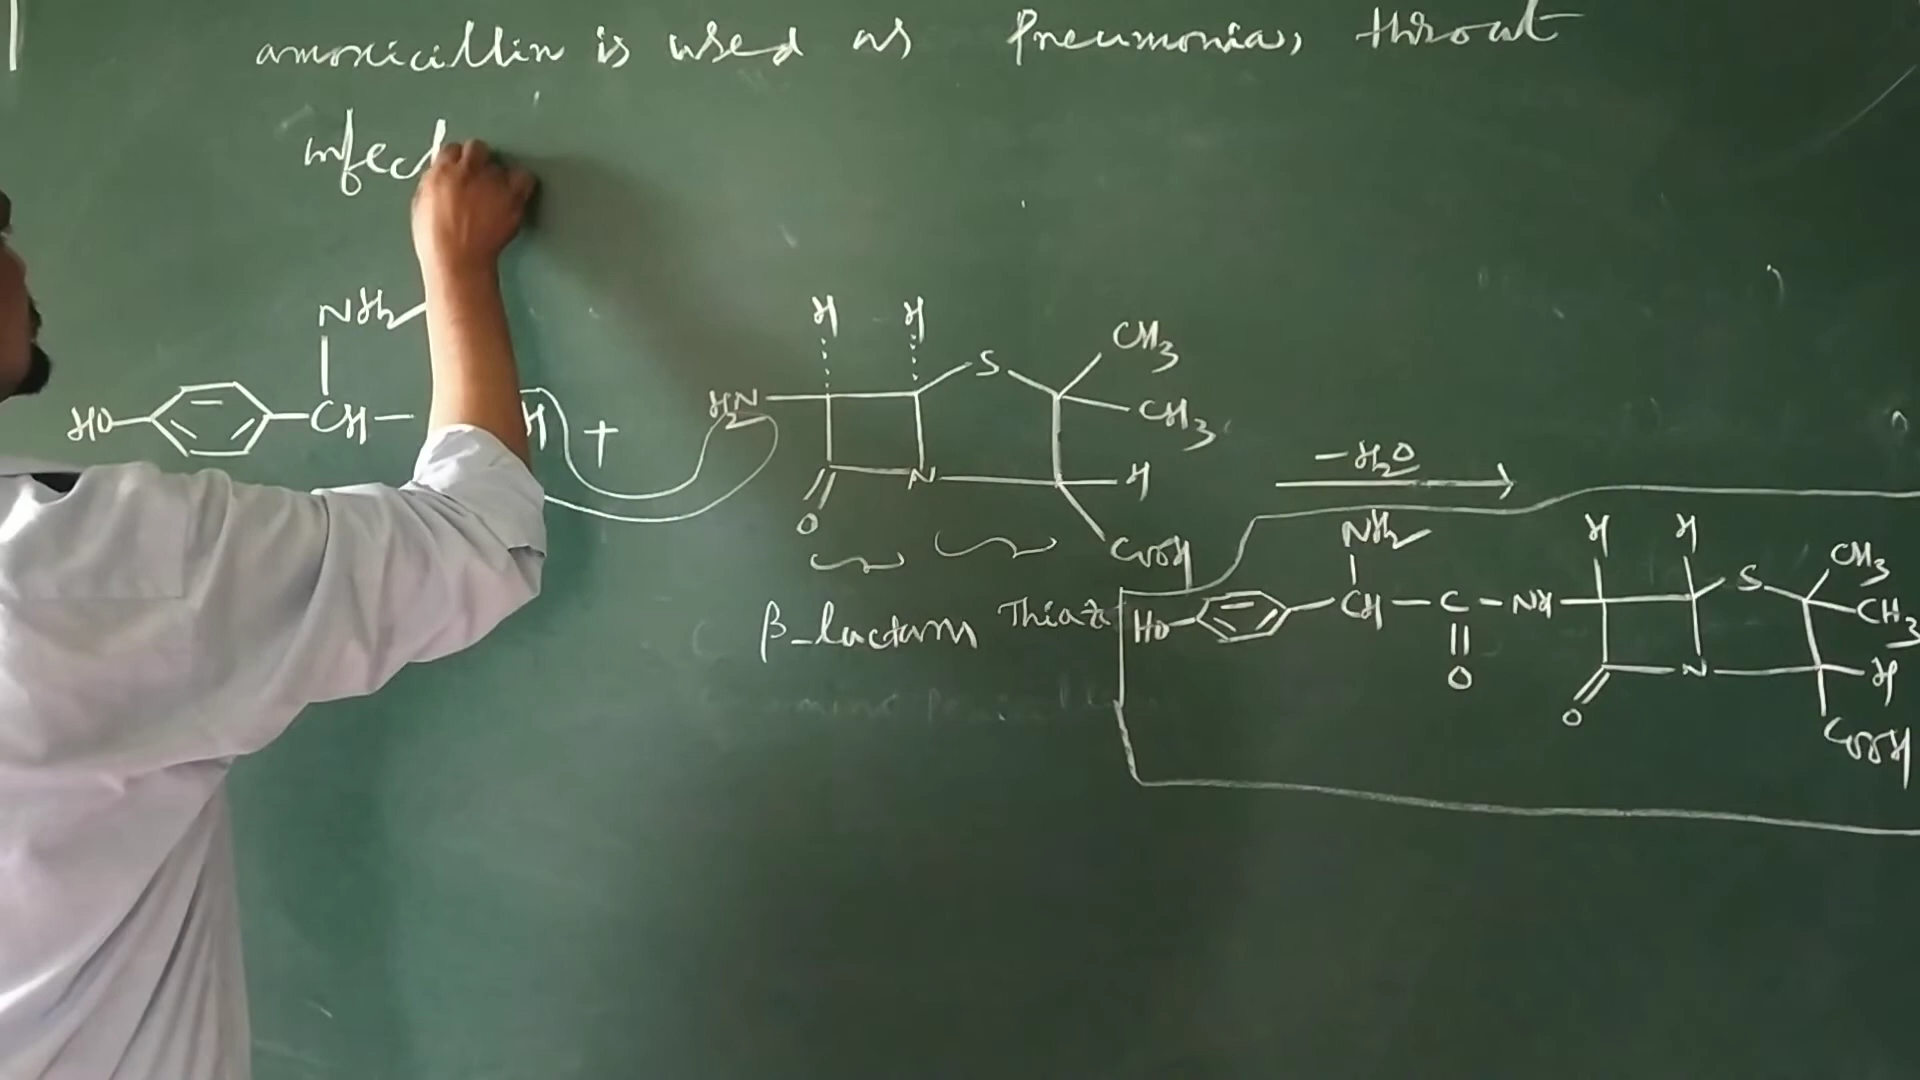 amoxicillin is used as Pneumonia, throat
infect
NH2
HO CH H + H2N H H S CH3 CH3 N H O COOH
-H2O
β-lactam Thiaz
NH2
HO CH-C-NH H H S CH3 CH3
O N H
O COOH